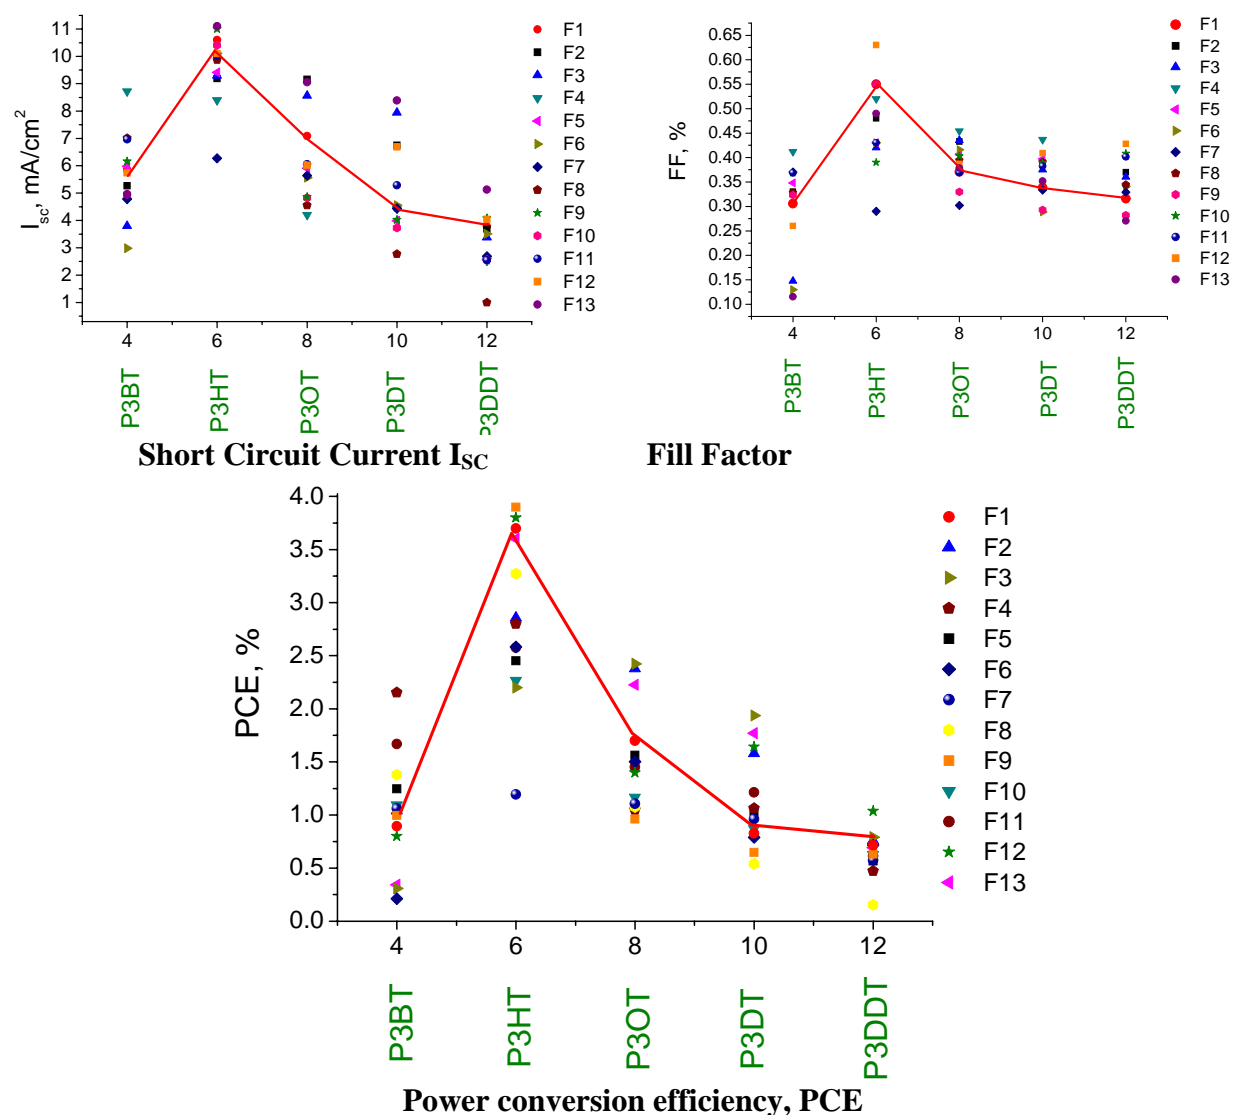 11
10
9
8
7
6
5
4
3
2
1
Isc, mA/cm2
4
6
8
10
12
P3BT
P3HT
P3OT
P3DT
P3DDT
F1
F2
F3
F4
F5
F6
F7
F8
F9
F10
F11
F12
F13
Short Circuit Current ISC
0.65
0.60
0.55
0.50
0.45
0.40
0.35
0.30
0.25
0.20
0.15
0.10
FF, %
4
6
8
10
12
P3BT
P3HT
P3OT
P3DT
P3DDT
F1
F2
F3
F4
F5
F6
F7
F8
F9
F10
F11
F12
F13
Fill Factor
4.0
3.5
3.0
2.5
2.0
1.5
1.0
0.5
0.0
PCE, %
4
6
8
10
12
P3BT
P3HT
P3OT
P3DT
P3DDT
F1
F2
F3
F4
F5
F6
F7
F8
F9
F10
F11
F12
F13
Power conversion efficiency, PCE